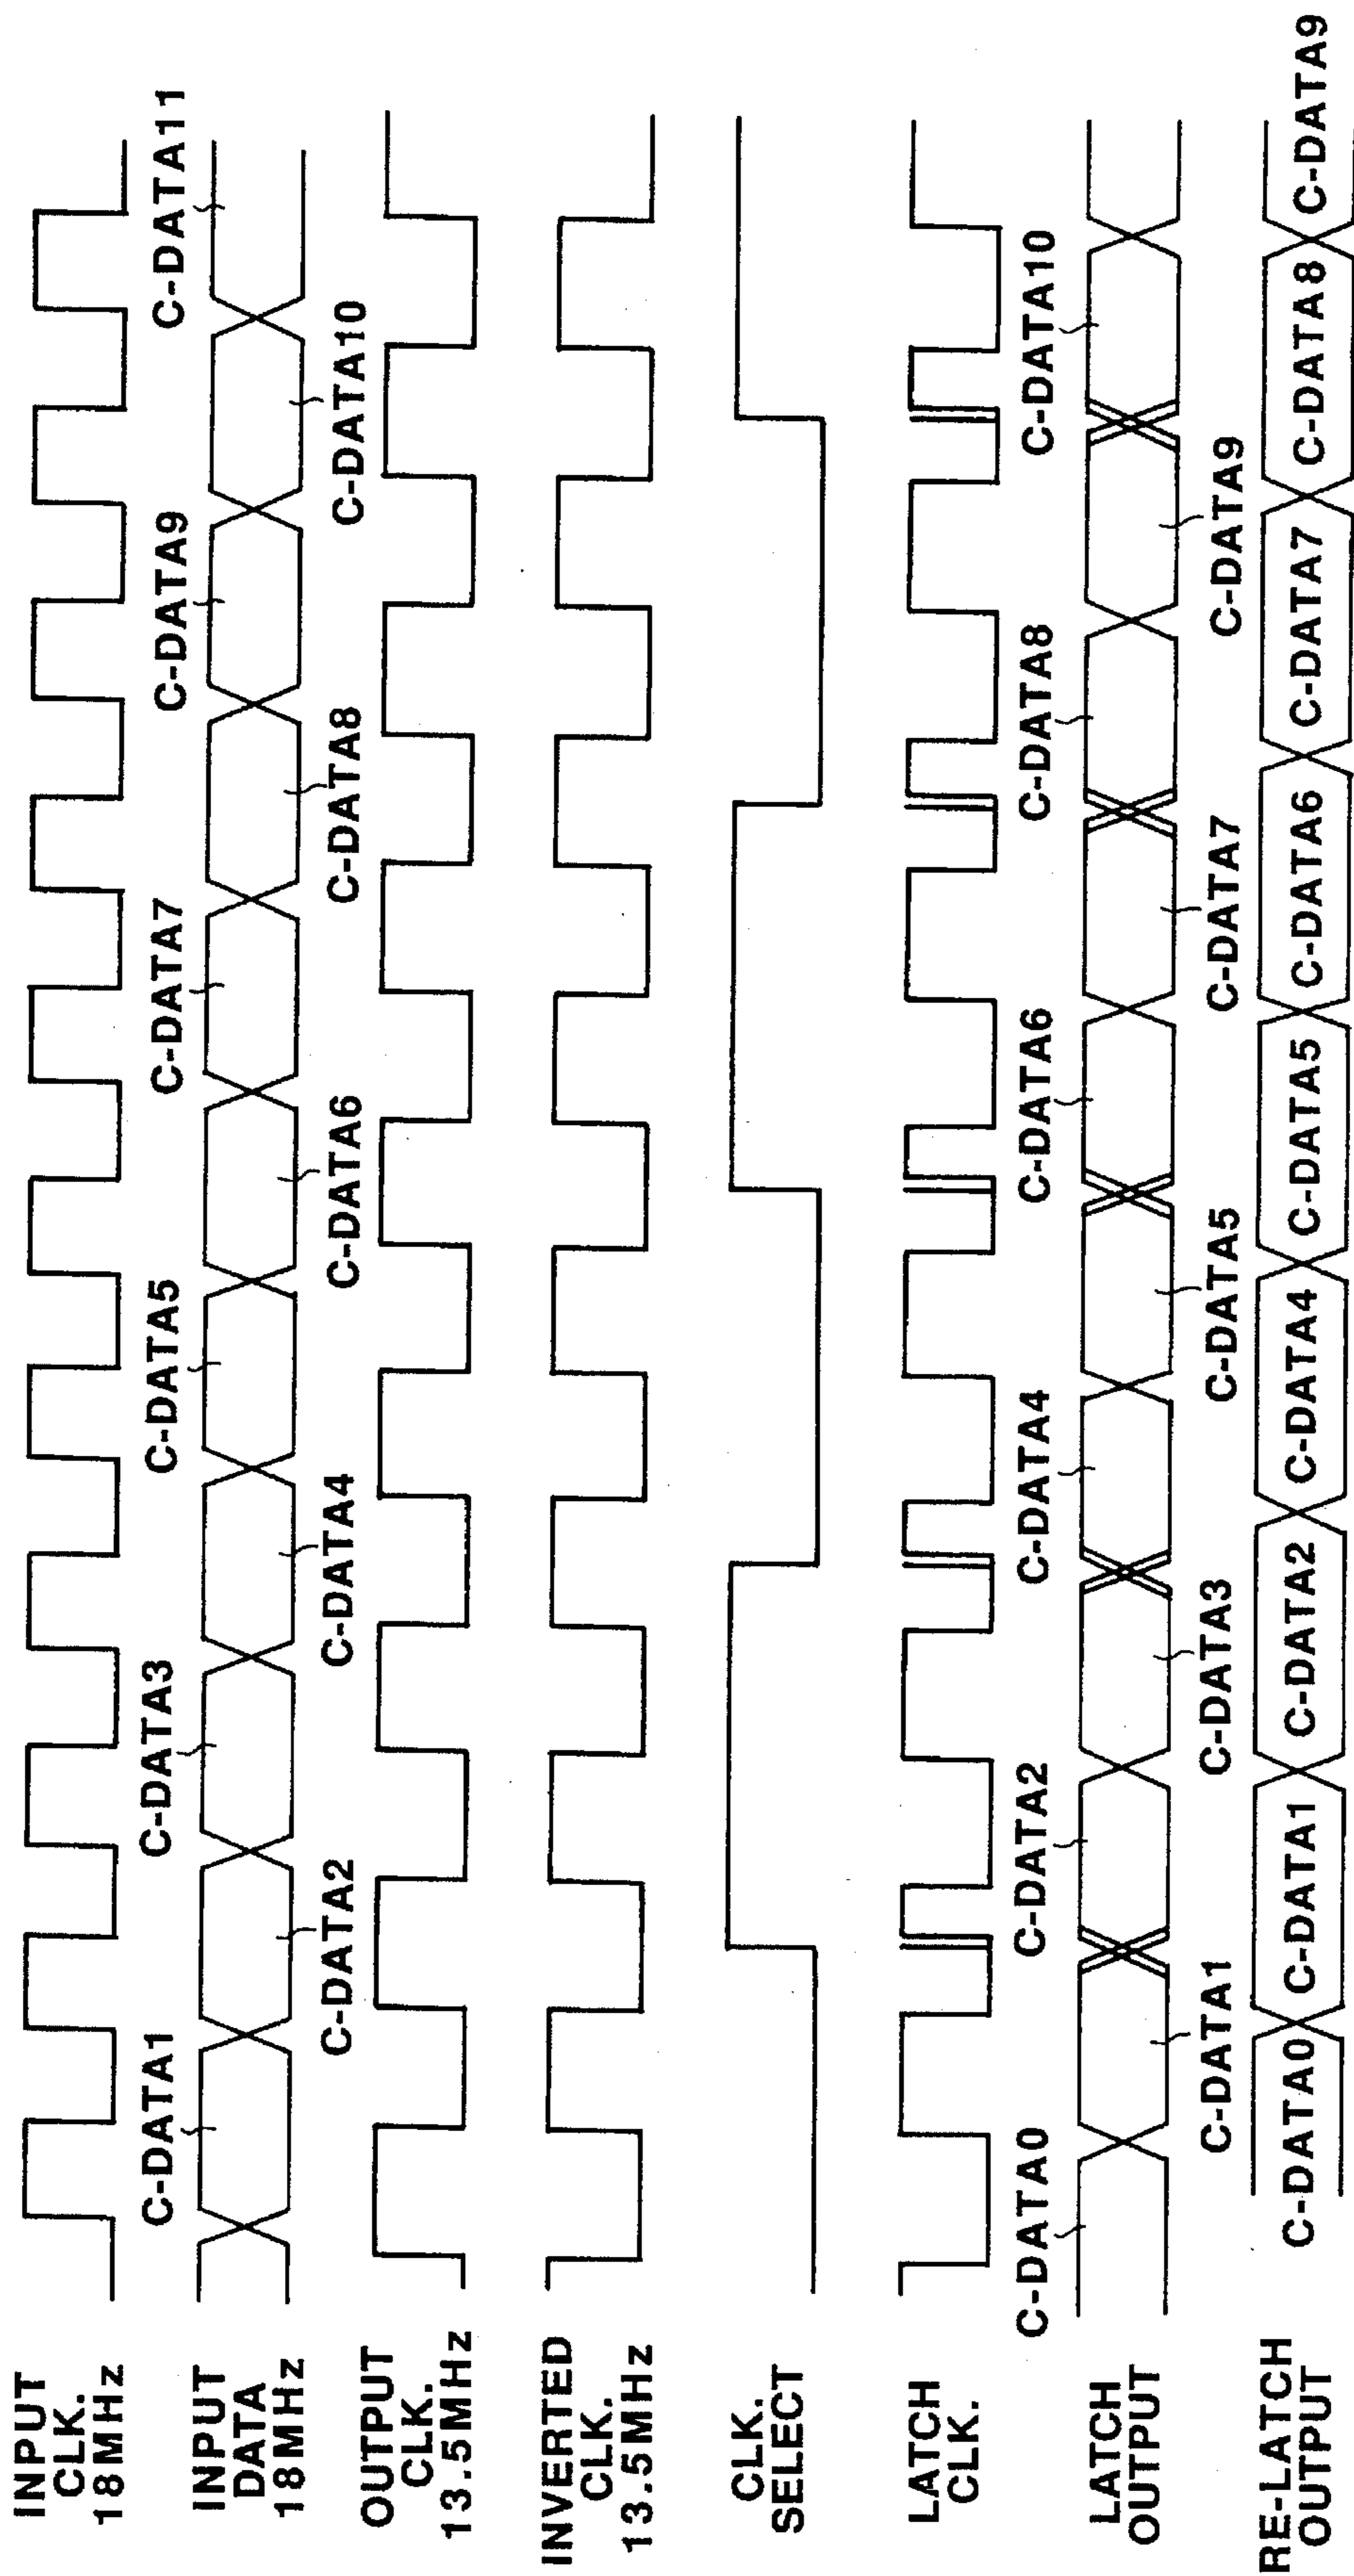 INPUT
CLK.
18MHz
INPUT
DATA
18MHz
C-DATA1
C-DATA3
C-DATA5
C-DATA7
C-DATA9
C-DATA11
C-DATA2
C-DATA4
C-DATA6
C-DATA8
C-DATA10
OUTPUT
CLK.
13.5MHz
INVERTED
CLK.
13.5MHz
CLK.
SELECT
LATCH
CLK.
LATCH
OUTPUT
C-DATA0
C-DATA2
C-DATA4
C-DATA6
C-DATA8
C-DATA10
C-DATA1
C-DATA3
C-DATA5
C-DATA7
C-DATA9
RE-LATCH
OUTPUT
C-DATA0
C-DATA1
C-DATA2
C-DATA4
C-DATA5
C-DATA6
C-DATA7
C-DATA8
C-DATA9